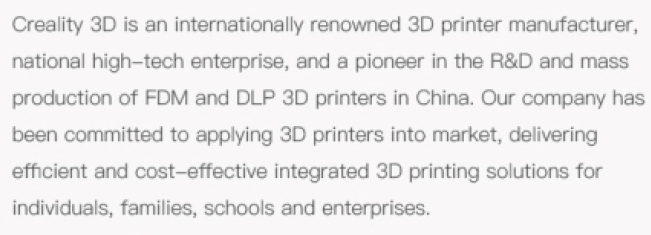 Creality 3D is an internationally renowned 3D printer manufacturer,
national high-tech enterprise, and a pioneer in the R&D and mass
production of FDM and DLP 3D printers in China. Our company has
been committed to applying 3D printers into market, delivering
efficient and cost-effective integrated 3D printing solutions for
individuals, families, schools and enterprises.